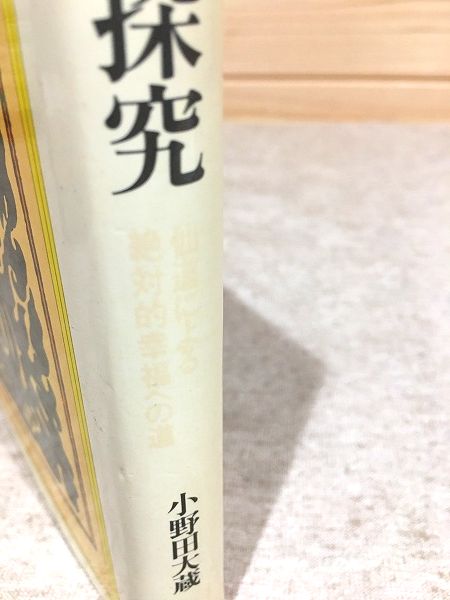 探究
仙道による
絶対的幸福への道
小野田大蔵